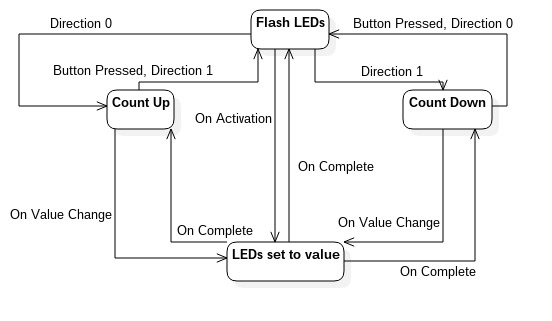 Flash LEDs
Direction 0
Button Pressed, Direction 0
Button Pressed, Direction 1
Direction 1
Count Up
Count Down
On Activation
On Complete
On Value Change
On Value Change
On Complete
LEDs set to value
On Complete